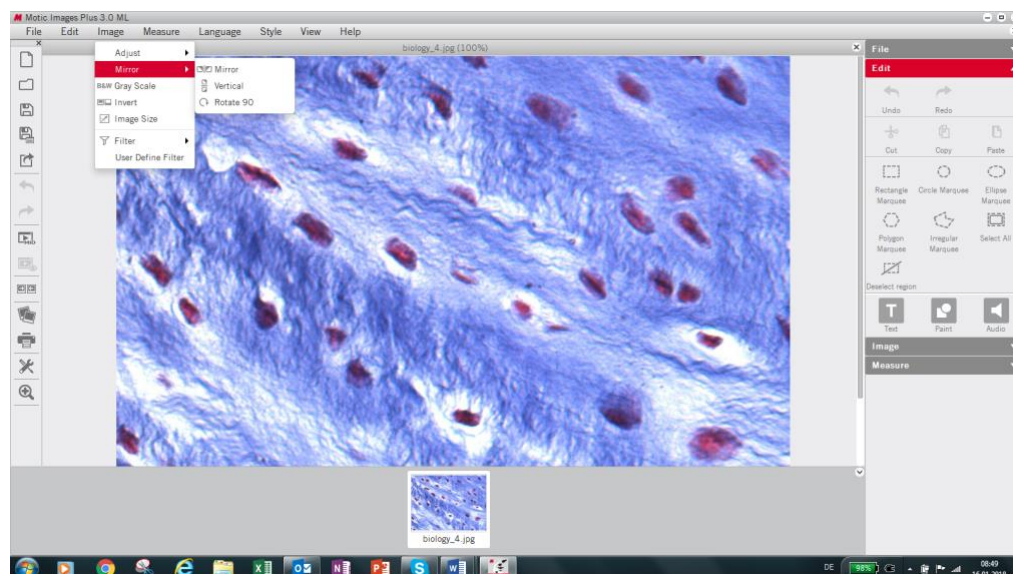 Motic Images Plus 3.0 ML
File Edit Image Measure Language Style View Help
biology_4.jpg (100%)
Adjust
Mirror
B&W Gray Scale
Invert
Image Size
Filter
User Define Filter
Mirror
Vertical
Rotate 90
File
Edit
Undo Redo
Cut Copy Paste
Rectangle Marquee Circle Marquee Ellipse Marquee
Polygon Marquee Irregular Marquee Select All
Deselect region
T
Text Paint Audio
Image
Measure
biology_4.jpg
DE 98% 08:49
16.01.2019